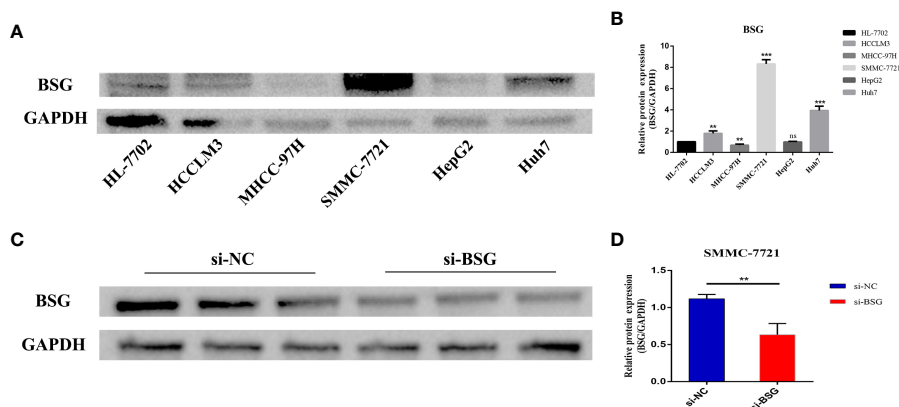 A
BSG
GAPDH
HL-7702
HCCLM3
MHCC-97H
SMMC-7721
HepG2
Huh7
B
BSG
Relative protein expression
(BSG/GAPDH)
10
8
6
4
2
0
**
**
***
ns
***
HL-7702
HCCLM3
MHCC-97H
SMMC-7721
HepG2
Huh7
HL-7702
HCCLM3
MHCC-97H
SMMC-7721
HepG2
Huh7
C
si-NC
si-BSG
BSG
GAPDH
D
SMMC-7721
Relative protein expression
(BSG/GAPDH)
1.5
1.0
0.5
0.0
**
si-NC
si-BSG
si-NC
si-BSG